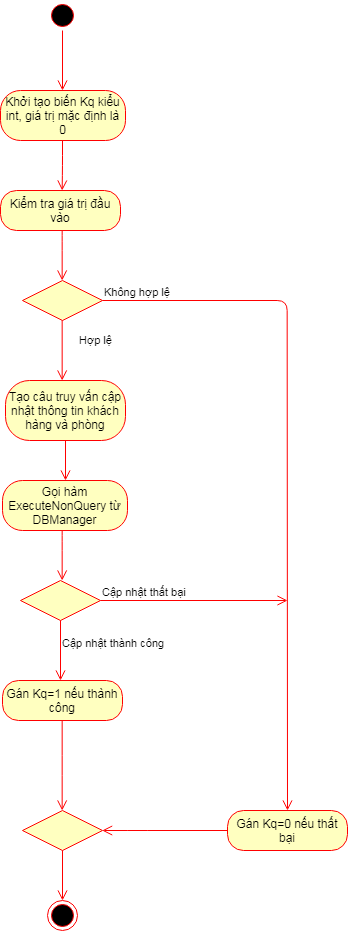 Khởi tạo biến Kq kiểu
int, giá trị mặc định là
0
Kiểm tra giá trị đầu
vào
Không hợp lệ
Hợp lệ
Tạo câu truy vấn cập
nhật thông tin khách
hàng và phòng
Gọi hàm
ExecuteNonQuery từ
DBManager
Cập nhật thất bại
Cập nhật thành công
Gán Kq=1 nếu thành
công
Gán Kq=0 nếu thất
bại